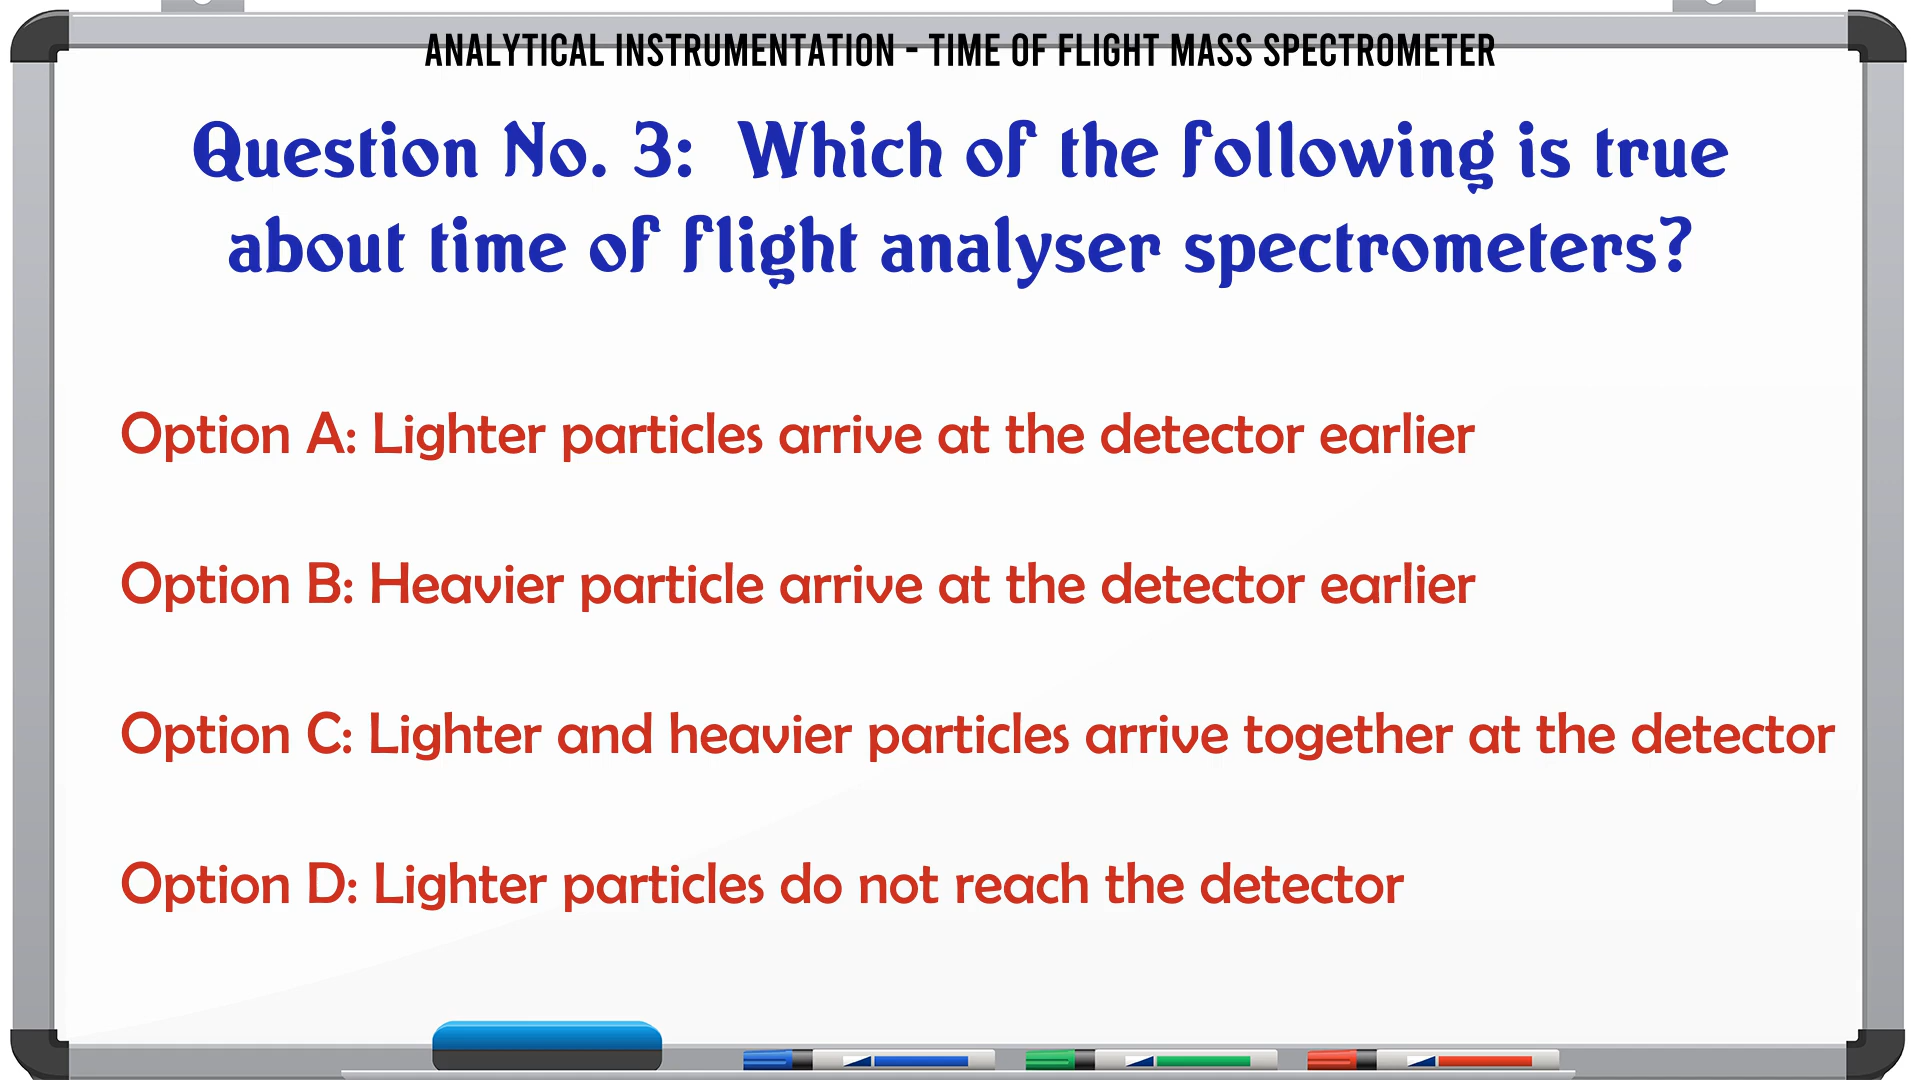 ANALYTICAL INSTRUMENTATION - TIME OF FLIGHT MASS SPECTROMETER
Question No. 3: Which of the following is true
about time of flight analyser spectrometers?
Option A: Lighter particles arrive at the detector earlier
Option B: Heavier particle arrive at the detector earlier
Option C: Lighter and heavier particles arrive together at the detector
Option D: Lighter particles do not reach the detector